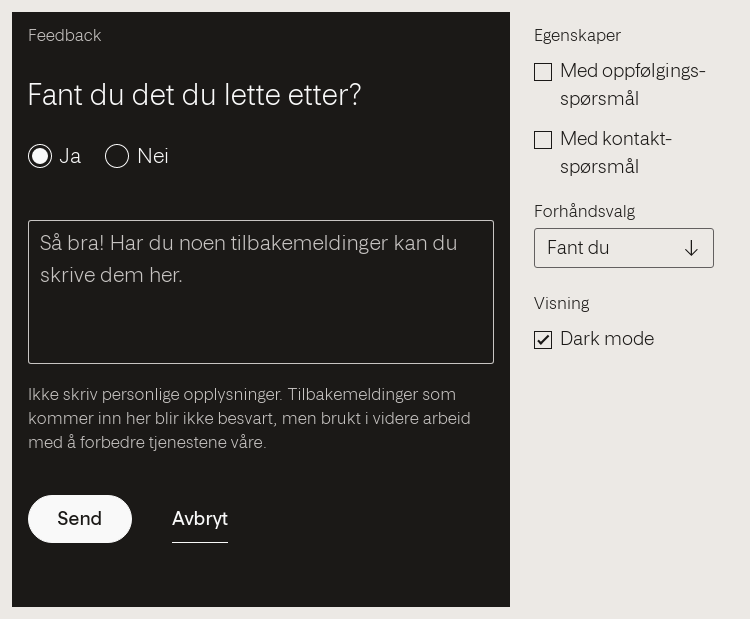 Feedback
Fant du det du lette etter?
Ja
Nei
Så bra! Har du noen tilbakemeldinger kan du
skrive dem her.
Ikke skriv personlige opplysninger. Tilbakemeldinger som
kommer inn her blir ikke besvart, men brukt i videre arbeid
med å forbedre tjenestene våre.
Send
Avbryt
Egenskaper
Med oppfølgings-
spørsmål
Med kontakt-
spørsmål
Forhåndsvalg
Fant du
Visning
Dark mode